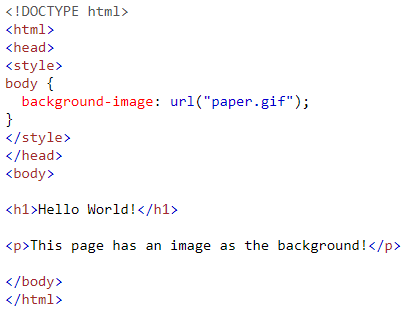 <!DOCTYPE html>
<html>
<head>
<style>
body {
  background-image: url("paper.gif");
}
</style>
</head>
<body>

<h1>Hello World!</h1>

<p>This page has an image as the background!</p>

</body>
</html>